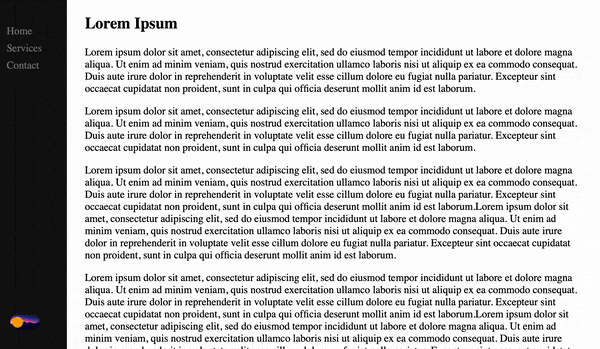 Home
Services
Contact
Lorem Ipsum
Lorem ipsum dolor sit amet, consectetur adipiscing elit, sed do eiusmod tempor incididunt ut labore et dolore magna
aliqua. Ut enim ad minim veniam, quis nostrud exercitation ullamco laboris nisi ut aliquip ex ea commodo consequat.
Duis aute irure dolor in reprehenderit in voluptate velit esse cillum dolore eu fugiat nulla pariatur. Excepteur sint
occaecat cupidatat non proident, sunt in culpa qui officia deserunt mollit anim id est laborum.
Lorem ipsum dolor sit amet, consectetur adipiscing elit, sed do eiusmod tempor incididunt ut labore et dolore magna
aliqua. Ut enim ad minim veniam, quis nostrud exercitation ullamco laboris nisi ut aliquip ex ea commodo consequat.
Duis aute irure dolor in reprehenderit in voluptate velit esse cillum dolore eu fugiat nulla pariatur. Excepteur sint
occaecat cupidatat non proident, sunt in culpa qui officia deserunt mollit anim id est laborum.
Lorem ipsum dolor sit amet, consectetur adipiscing elit, sed do eiusmod tempor incididunt ut labore et dolore magna
aliqua. Ut enim ad minim veniam, quis nostrud exercitation ullamco laboris nisi ut aliquip ex ea commodo consequat.
Duis aute irure dolor in reprehenderit in voluptate velit esse cillum dolore eu fugiat nulla pariatur. Excepteur sint
occaecat cupidatat non proident, sunt in culpa qui officia deserunt mollit anim id est laborum.Lorem ipsum dolor sit
amet, consectetur adipiscing elit, sed do eiusmod tempor incididunt ut labore et dolore magna aliqua. Ut enim ad
minim veniam, quis nostrud exercitation ullamco laboris nisi ut aliquip ex ea commodo consequat. Duis aute irure
dolor in reprehenderit in voluptate velit esse cillum dolore eu fugiat nulla pariatur. Excepteur sint occaecat cupidatat
non proident, sunt in culpa qui officia deserunt mollit anim id est laborum.
Lorem ipsum dolor sit amet, consectetur adipiscing elit, sed do eiusmod tempor incididunt ut labore et dolore magna
aliqua. Ut enim ad minim veniam, quis nostrud exercitation ullamco laboris nisi ut aliquip ex ea commodo consequat.
Duis aute irure dolor in reprehenderit in voluptate velit esse cillum dolore eu fugiat nulla pariatur. Excepteur sint
occaecat cupidatat non proident, sunt in culpa qui officia deserunt mollit anim id est laborum.Lorem ipsum dolor sit
amet, consectetur adipiscing elit, sed do eiusmod tempor incididunt ut labore et dolore magna aliqua. Ut enim ad
minim veniam, quis nostrud exercitation ullamco laboris nisi ut aliquip ex ea commodo consequat. Duis aute irure